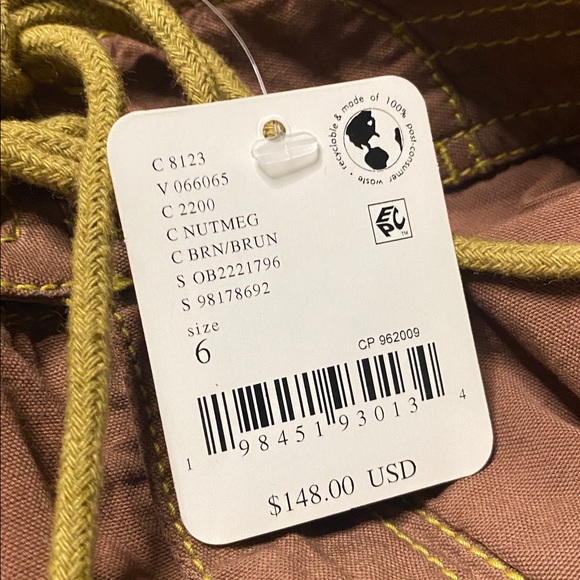 C 8123
V 066065
C 2200
C NUTMEG
C BRN/BRUN
S OB2221796
S 98178692
size
6
recyclable & made of 100% post-consumer waste •
EPC™
CP 962009
1 98451 93013 4
$148.00 USD